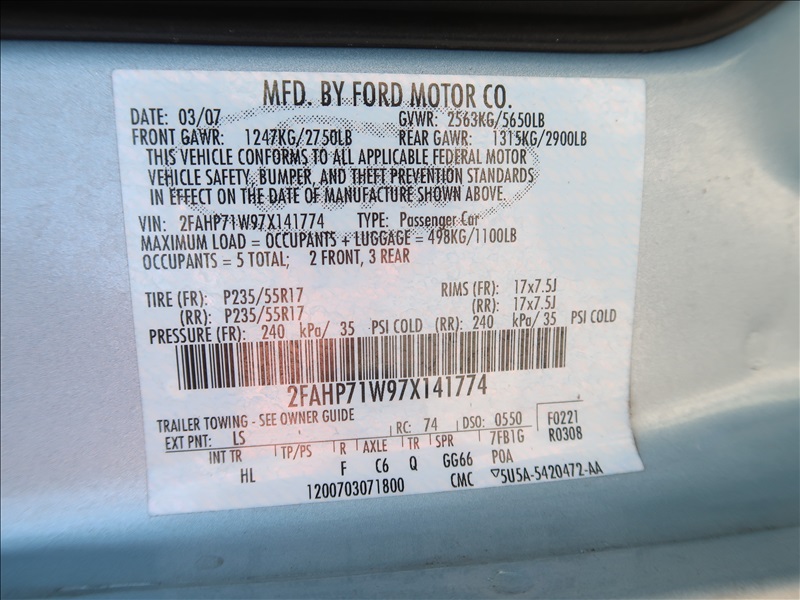 MFD. BY FORD MOTOR CO.
DATE: 03/07 GVWR: 2563KG/5650LB
FRONT GAWR: 1247KG/2750LB REAR GAWR: 1315KG/2900LB
THIS VEHICLE CONFORMS TO ALL APPLICABLE FEDERAL MOTOR
VEHICLE SAFETY, BUMPER, AND THEFT PREVENTION STANDARDS
IN EFFECT ON THE DATE OF MANUFACTURE SHOWN ABOVE.
VIN: 2FAHP71W97X141774 TYPE: Passenger Car
MAXIMUM LOAD = OCCUPANTS + LUGGAGE = 498KG/1100LB
OCCUPANTS = 5 TOTAL; 2 FRONT, 3 REAR
TIRE (FR): P235/55R17 RIMS (FR): 17x7.5J
(RR): P235/55R17 (RR): 17x7.5J
PRESSURE (FR): 240 kPa/ 35 PSI COLD (RR): 240 kPa/ 35 PSI COLD
2FAHP71W97X141774
TRAILER TOWING - SEE OWNER GUIDE
EXT PNT: LS RC: 74 DSO: 0550 F0221
INT TR TP/PS R AXLE TR SPR 7FB1G R0308
HL F C6 Q GG66 POA
1200703071800 CMC ▽5U5A-5420472-AA